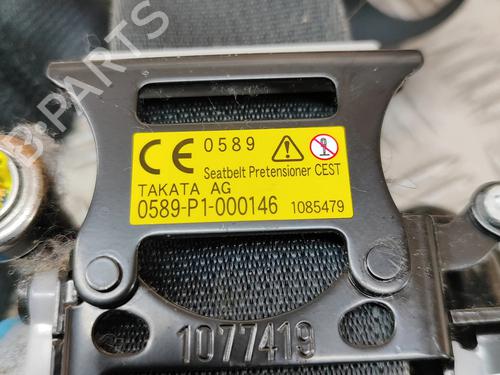 B-PARTS
CE 0589
Seatbelt Pretensioner CEST
TAKATA AG
0589-P1-000146 1085479
1077419